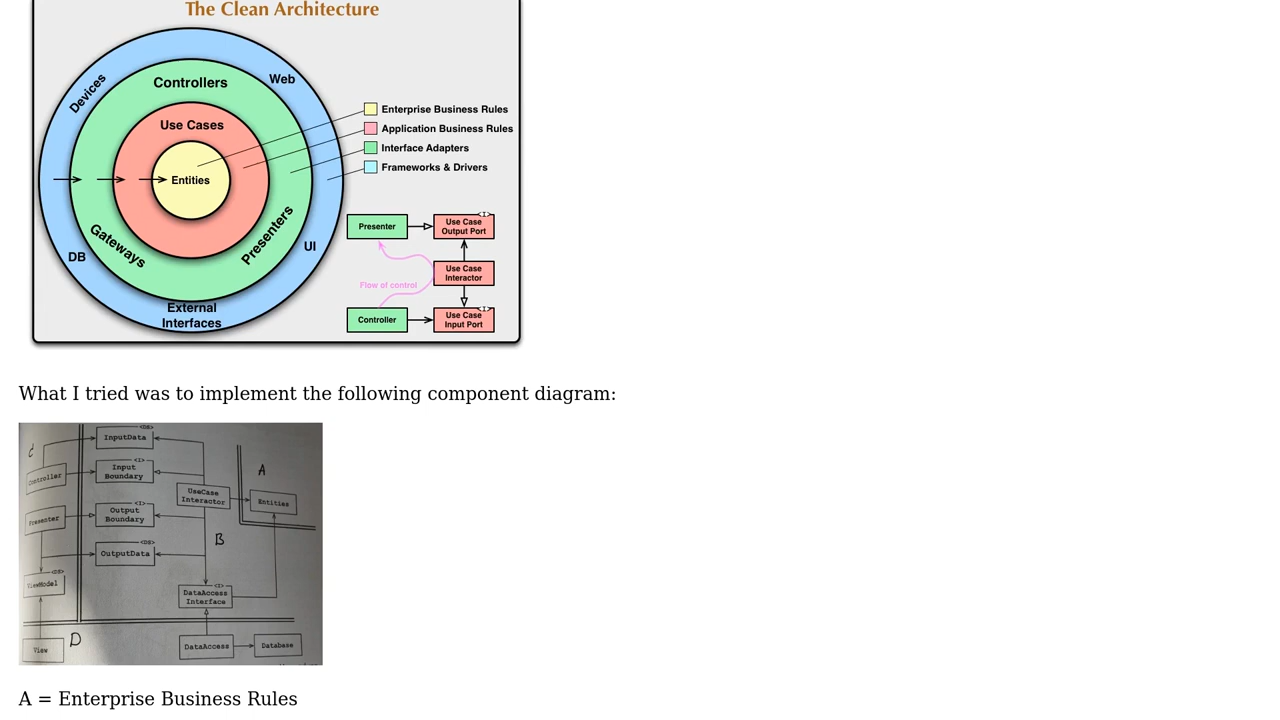 The Clean Architecture
Devices
Controllers
Web
Use Cases
Entities
Gateways
Presenters
DB
UI
External
Interfaces
Enterprise Business Rules
Application Business Rules
Interface Adapters
Frameworks & Drivers
Presenter
<I>
Use Case
Output Port
Use Case
Interactor
Flow of control
Controller
<I>
Use Case
Input Port
What I tried was to implement the following component diagram:
<DS>
InputData
C
A
Controller
<I>
Input
Boundary
UseCase
Interactor
Entities
Presenter
<I>
Output
Boundary
B
<DS>
OutputData
<DS>
ViewModel
<I>
DataAccess
Interface
D
View
DataAccess
Database
A = Enterprise Business Rules